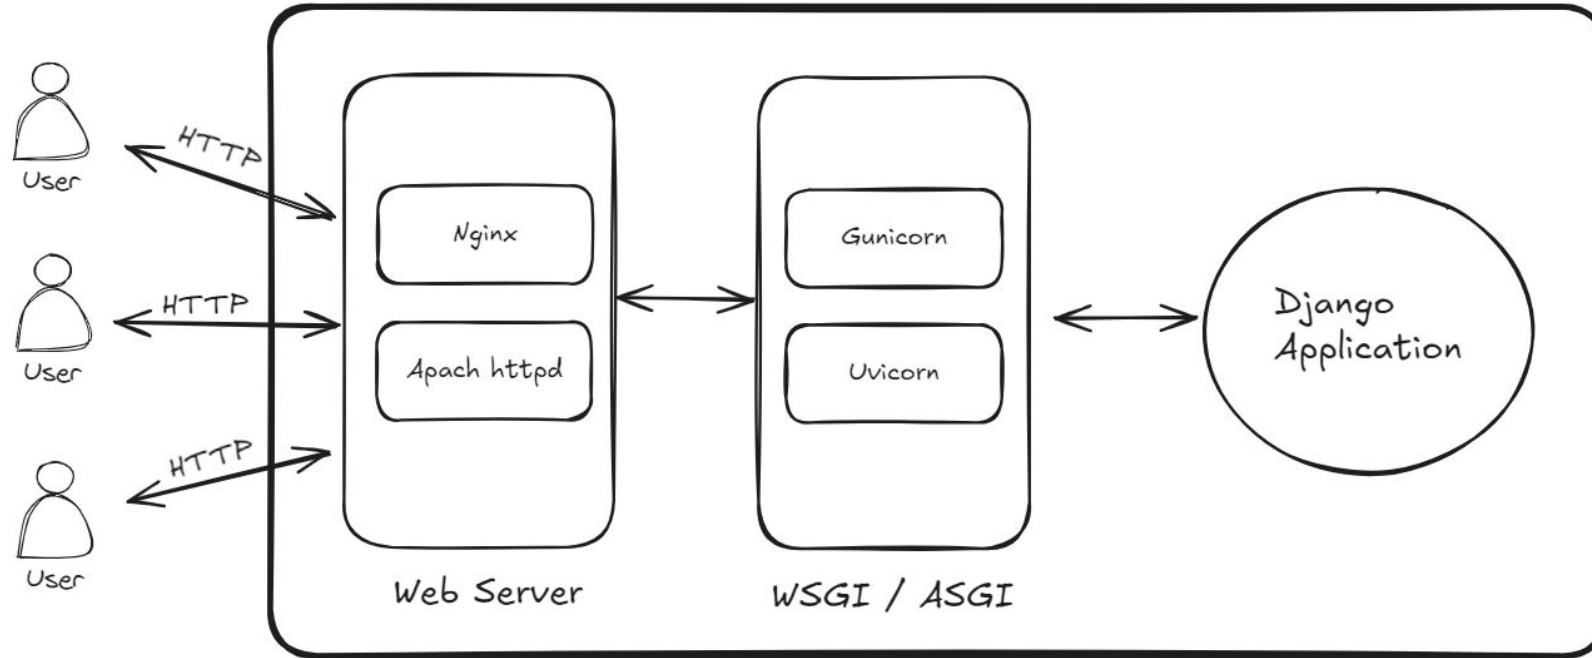 HTTP
User
HTTP
User
HTTP
User
Nginx
Apach httpd
Web Server
Gunicorn
Uvicorn
WSGI / ASGI
Django
Application